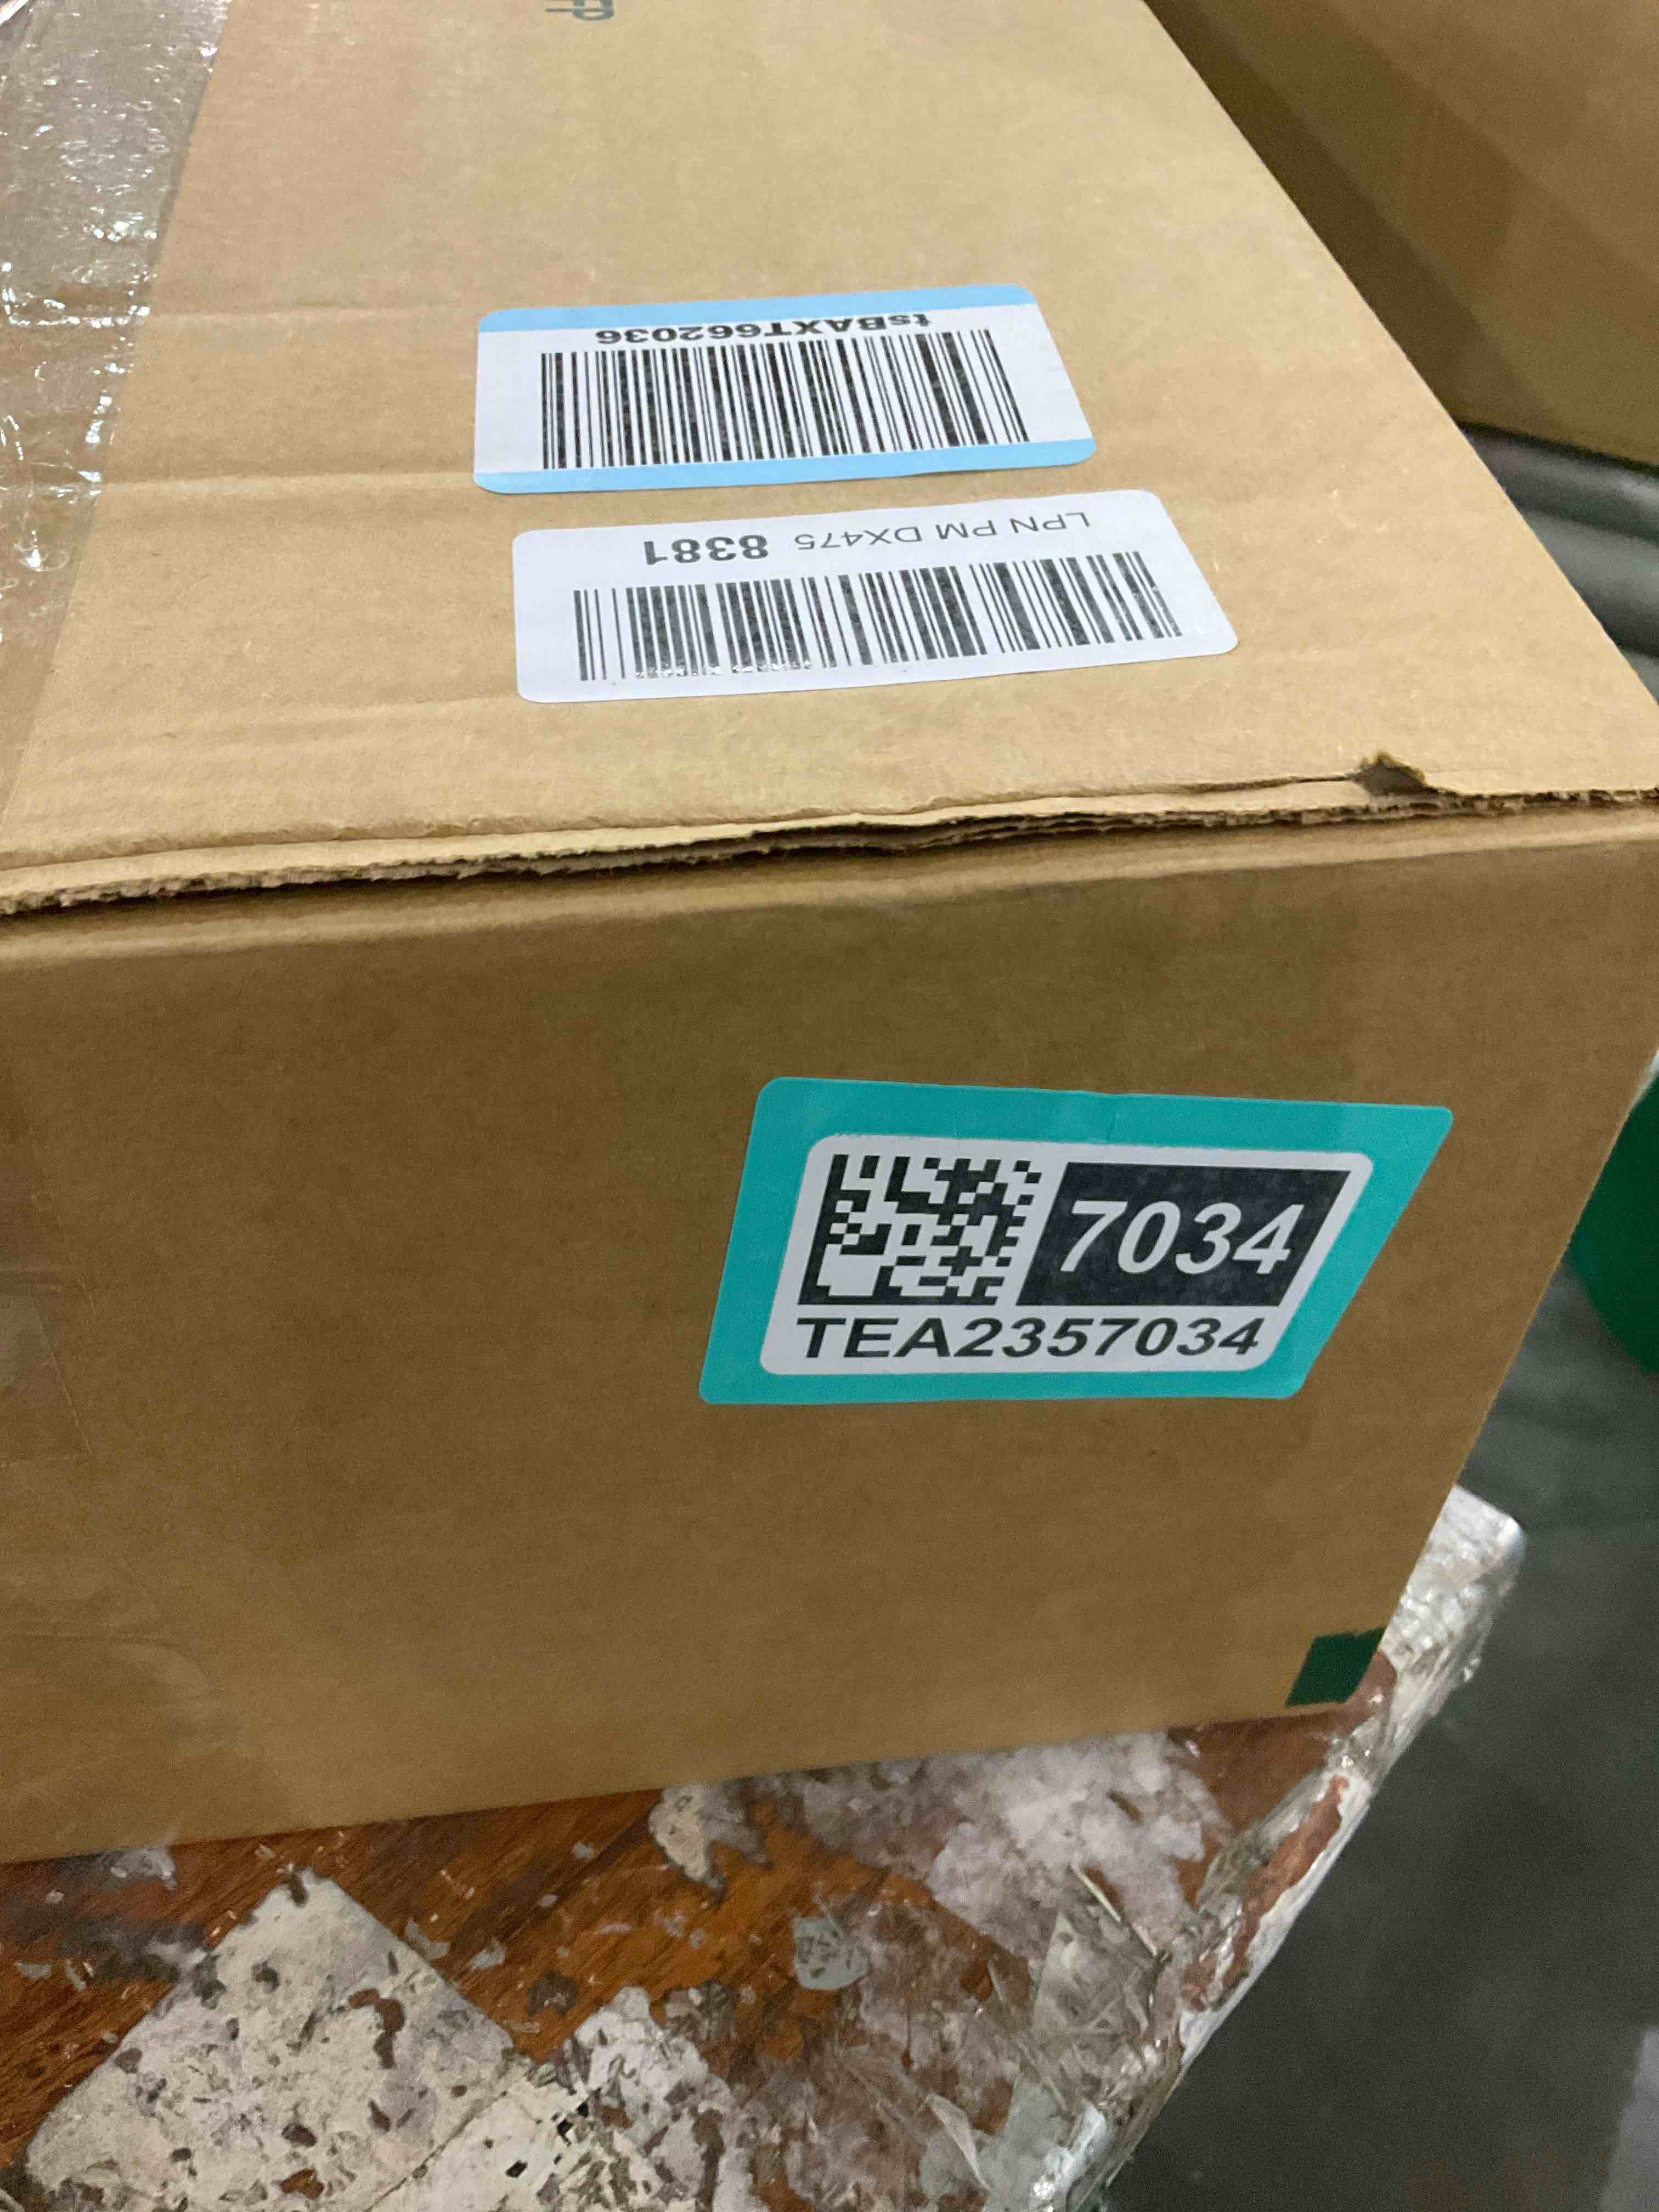 tsBAXT662036
LPN PM DX475 8381
7034
TEA2357034